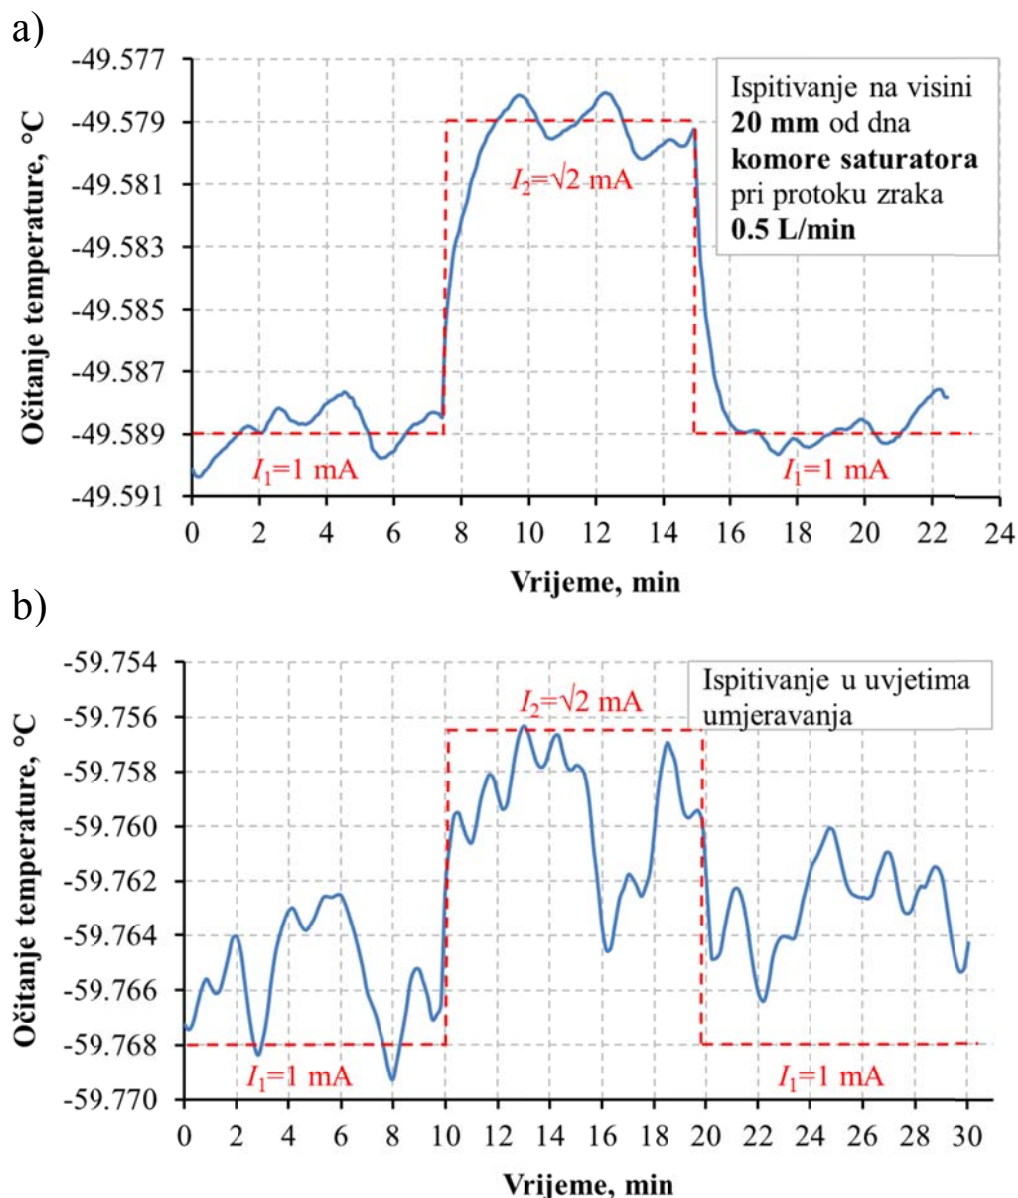 a)
-49.577
-49.579
-49.581
-49.583
-49.585
-49.587
-49.589
-49.591
Očitanje temperature, °C
Ispitivanje na visini
20 mm od dna
komore saturatora
pri protoku zraka
0.5 L/min
I2=√2 mA
I1=1 mA
I1=1 mA
0 2 4 6 8 10 12 14 16 18 20 22 24
Vrijeme, min
b)
-59.754
-59.756
-59.758
-59.760
-59.762
-59.764
-59.766
-59.768
-59.770
Očitanje temperature, °C
Ispitivanje u uvjetima
umjeravanja
I2=√2 mA
I1=1 mA
I1=1 mA
0 2 4 6 8 10 12 14 16 18 20 22 24 26 28 30
Vrijeme, min